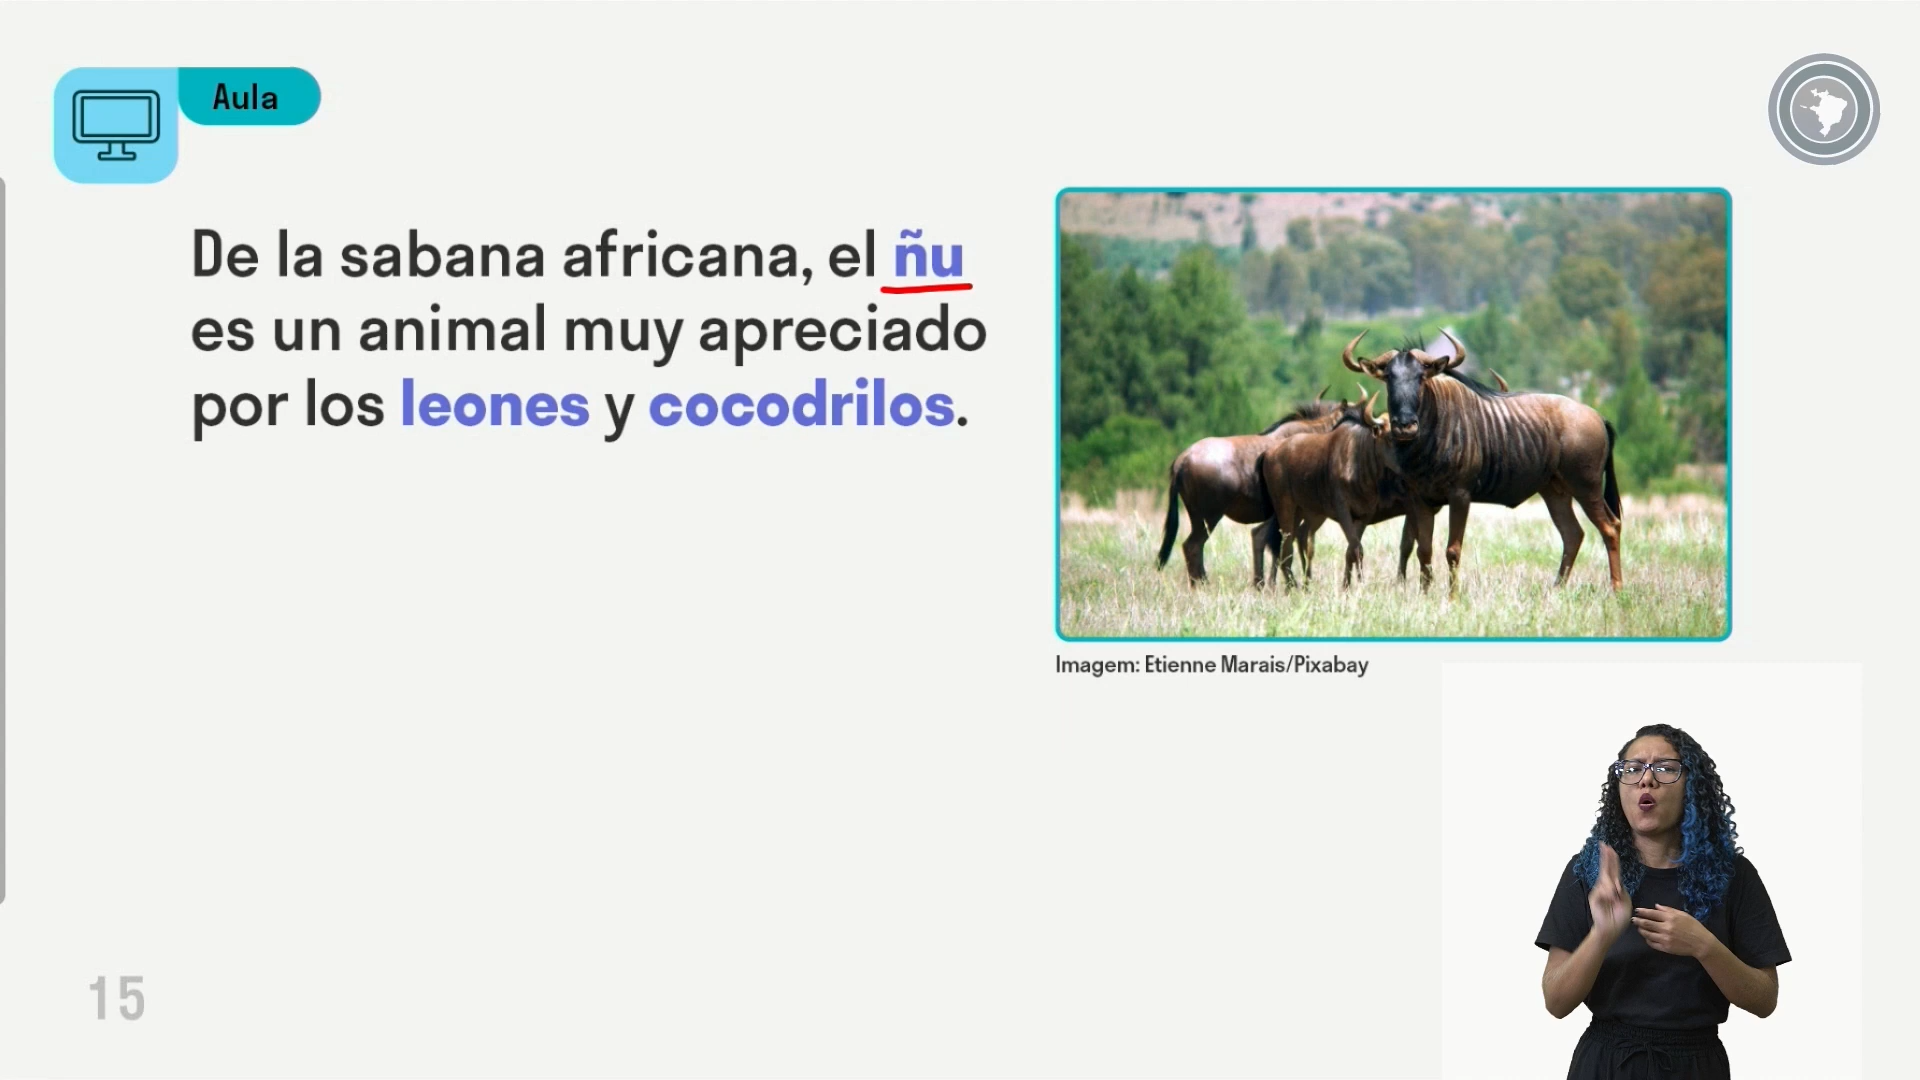 Aula
De la sabana africana, el ñu
es un animal muy apreciado
por los leones y cocodrilos.
Imagem: Etienne Marais/Pixabay
15